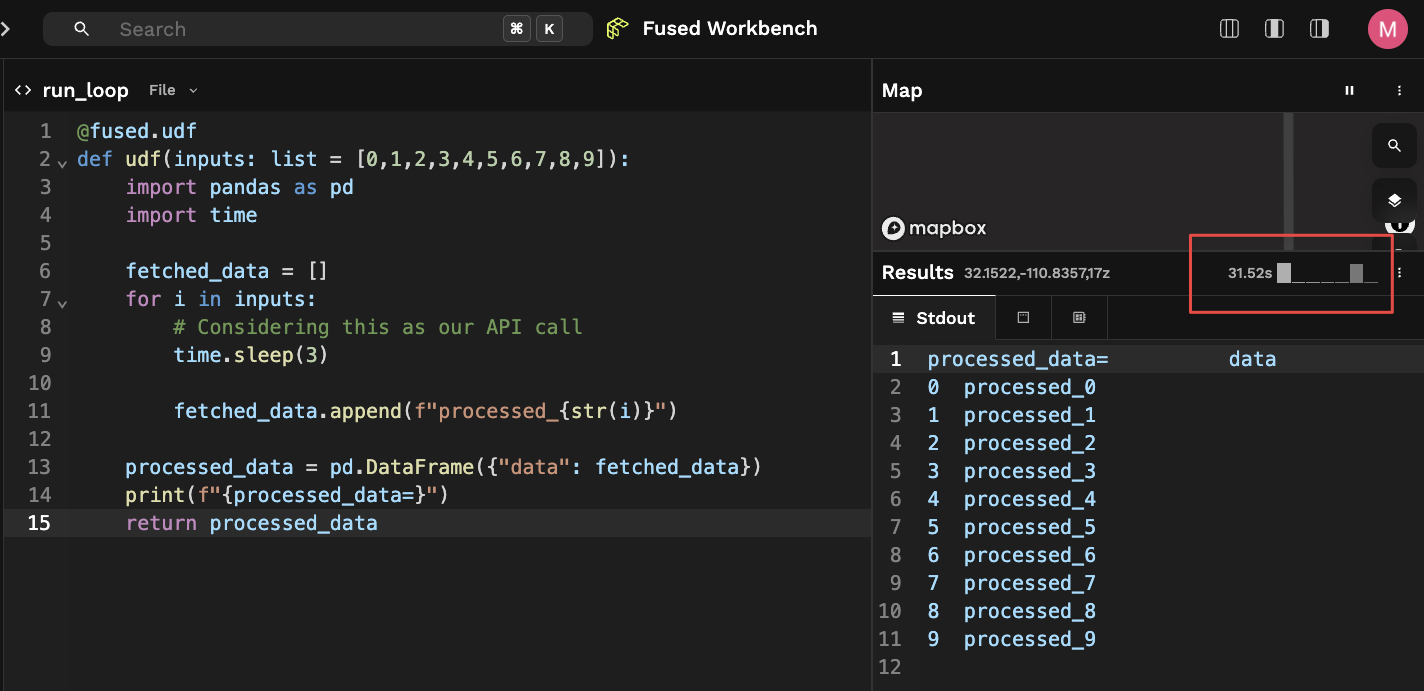 Search ⌘ K Fused Workbench M
<> run_loop File
1 @fused.udf
2 def udf(inputs: list = [0,1,2,3,4,5,6,7,8,9]):
3     import pandas as pd
4     import time
5
6     fetched_data = []
7     for i in inputs:
8         # Considering this as our API call
9         time.sleep(3)
10
11         fetched_data.append(f"processed_{str(i)}")
12
13     processed_data = pd.DataFrame({"data": fetched_data})
14     print(f"{processed_data=}")
15     return processed_data
Map
mapbox
Results 32.1522,-110.8357,17z 31.52s
Stdout
1 processed_data=          data
2 0  processed_0
3 1  processed_1
4 2  processed_2
5 3  processed_3
6 4  processed_4
7 5  processed_5
8 6  processed_6
9 7  processed_7
10 8  processed_8
11 9  processed_9
12